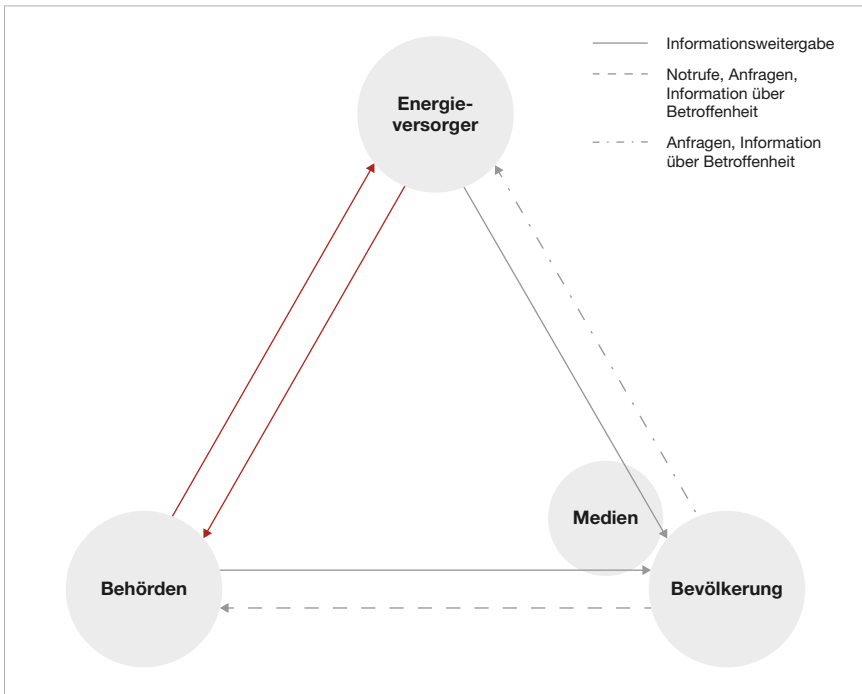 Energie-
versorger
Informationsweitergabe
Notrufe, Anfragen,
Information über
Betroffenheit
Anfragen, Information
über Betroffenheit
Medien
Behörden
Bevölkerung